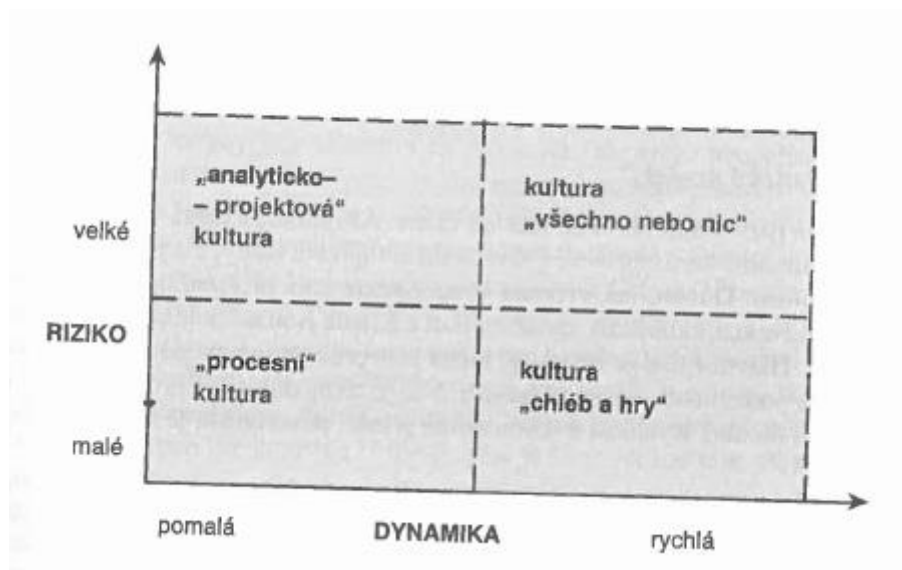 „analyticko–
– projektová“
kultura
kultura
„všechno nebo nic“
velké
RIZIKO
„procesní“
kultura
kultura
„chléb a hry“
malé
pomalá
DYNAMIKA
rychlá